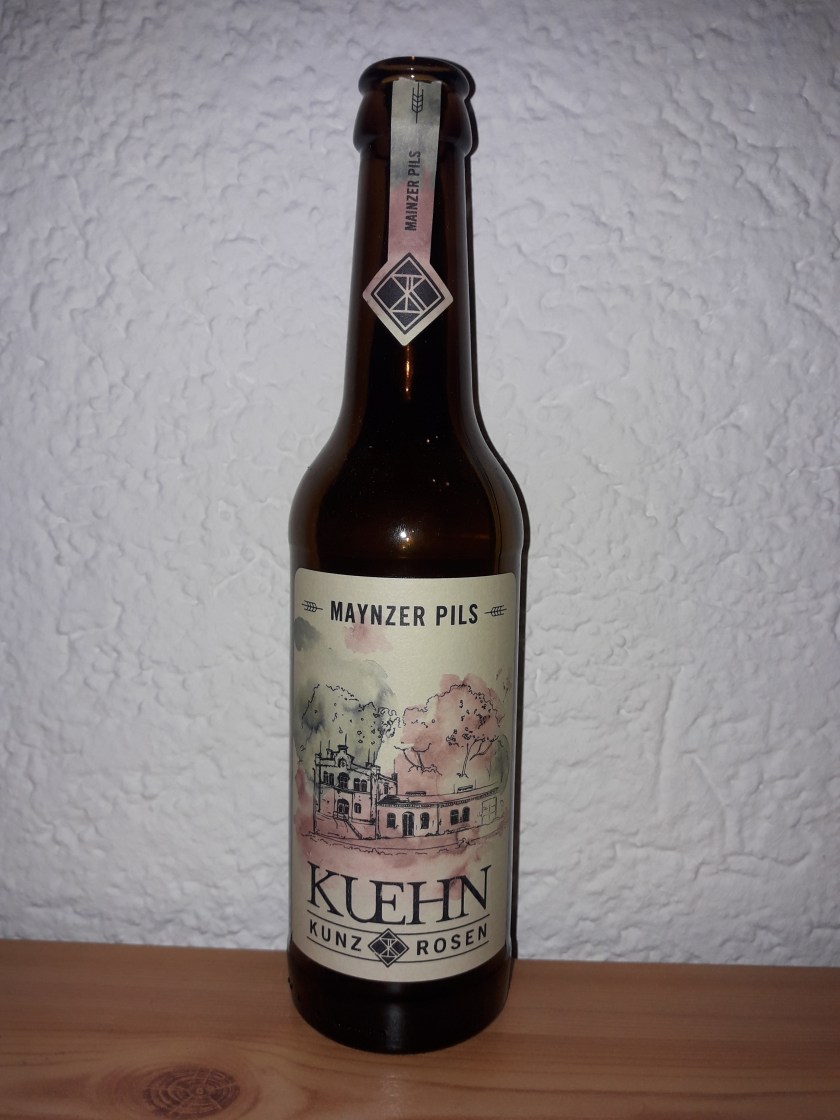 MAINZER PILS
MAYNZER PILS
KUEHN
KUNZ ROSEN